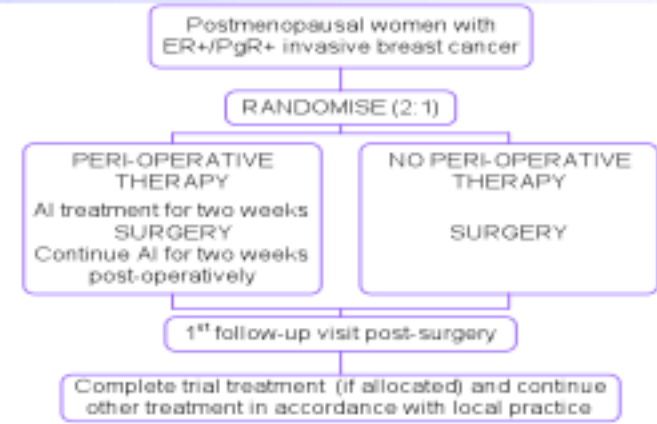 Postmenopausal women with
ER+/PgR+ invasive breast cancer
RANDOMISE (2:1)
PERI-OPERATIVE
THERAPY
AI treatment for two weeks
SURGERY
Continue AI for two weeks
post-operatively
NO PERI-OPERATIVE
THERAPY
SURGERY
1st follow-up visit post-surgery
Complete trial treatment (if allocated) and continue
other treatment in accordance with local practice